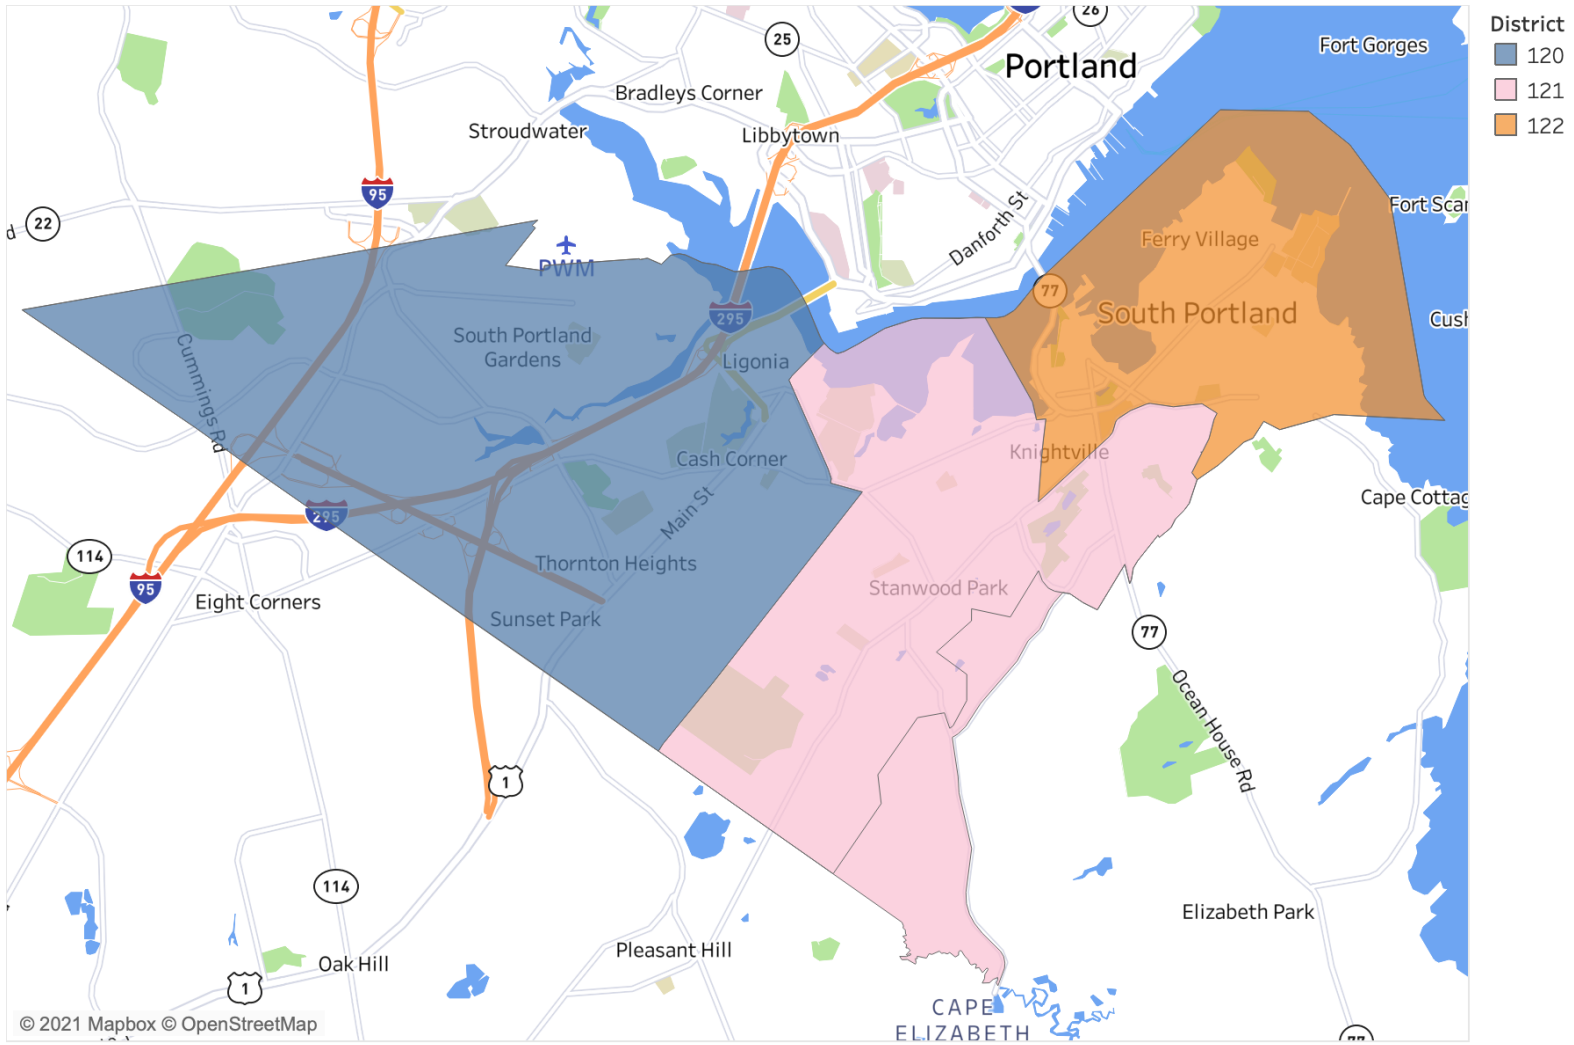 District
120
121
122
26
25
Fort Gorges
Portland
Bradleys Corner
Stroudwater
Libbytown
95
22
d
Fort Scar
Danforth St
Ferry Village
PWM
77
South Portland
295
Cush
South Portland
Gardens
Ligonia
Cummings Rd
Knightville
Cash Corner
Main St
Cape Cottag
295
114
Thornton Heights
95
Stanwood Park
Eight Corners
Sunset Park
77
Ocean House Rd
1
114
Elizabeth Park
Pleasant Hill
Oak Hill
1
CAPE
ELIZABETH
© 2021 Mapbox © OpenStreetMap
77